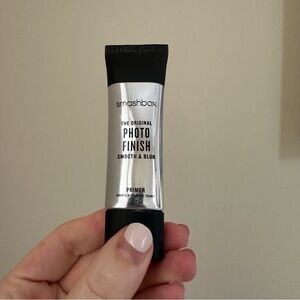 smashbox
THE ORIGINAL
PHOTO
FINISH
SMOOTH & BLUR
PRIMER